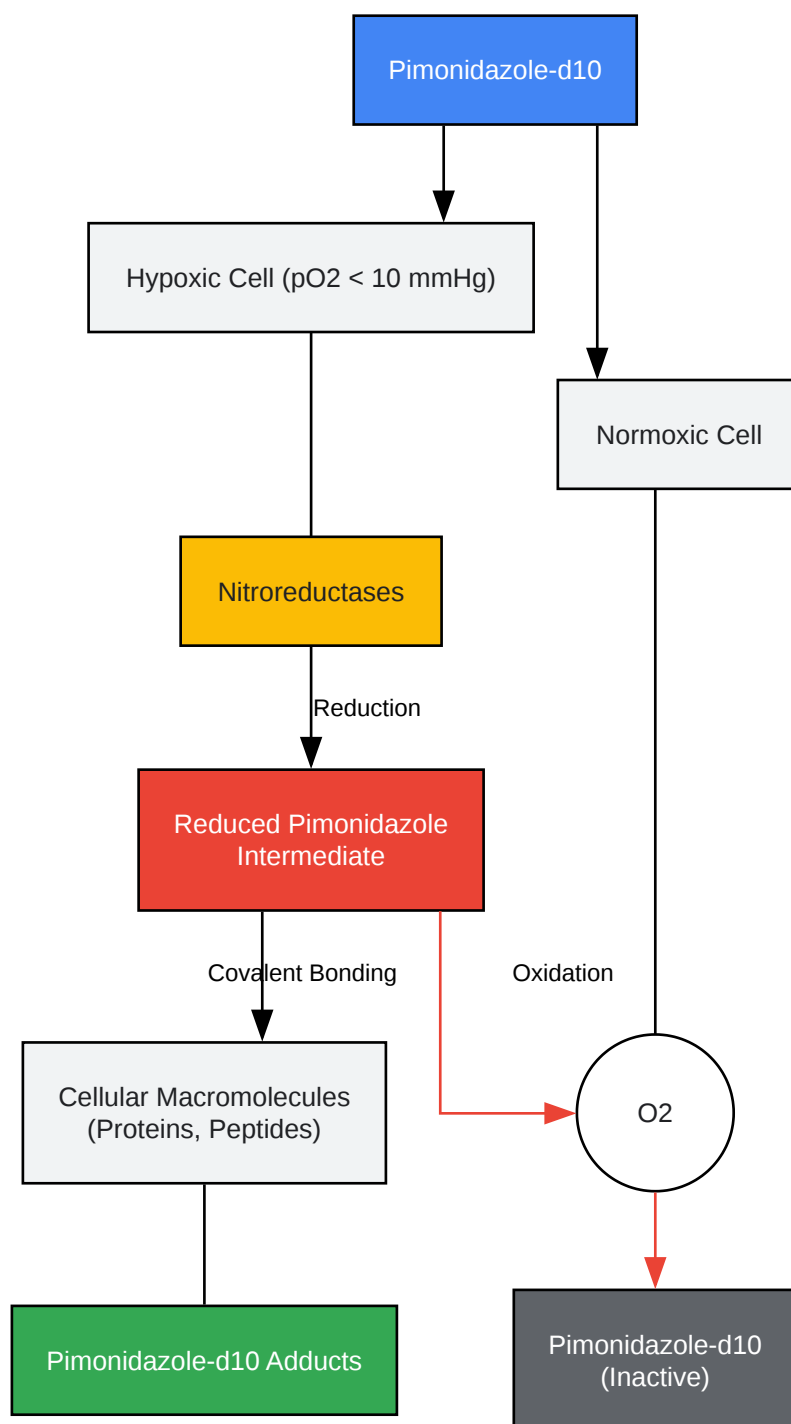 Pimonidazole-d10
Hypoxic Cell (pO2 < 10 mmHg)
Normoxic Cell
Nitroreductases
Reduction
Reduced Pimonidazole
Intermediate
Covalent Bonding
Oxidation
Cellular Macromolecules
(Proteins, Peptides)
O2
Pimonidazole-d10 Adducts
Pimonidazole-d10
(Inactive)